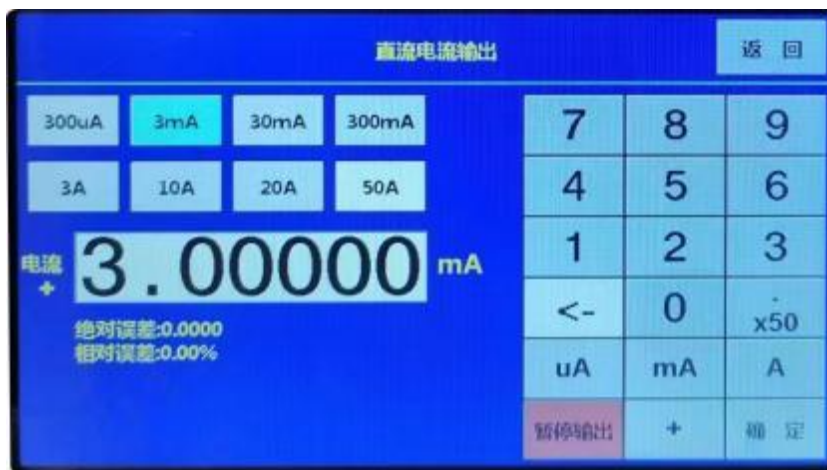 直流电流输出
返 回
300uA 3mA 30mA 300mA
3A 10A 20A 50A
电流
+
3.00000 mA
绝对误差:0.0000
相对误差:0.00%
7 8 9
4 5 6
1 2 3
<- 0 .
x50
uA mA A
暂停输出 + 确 定